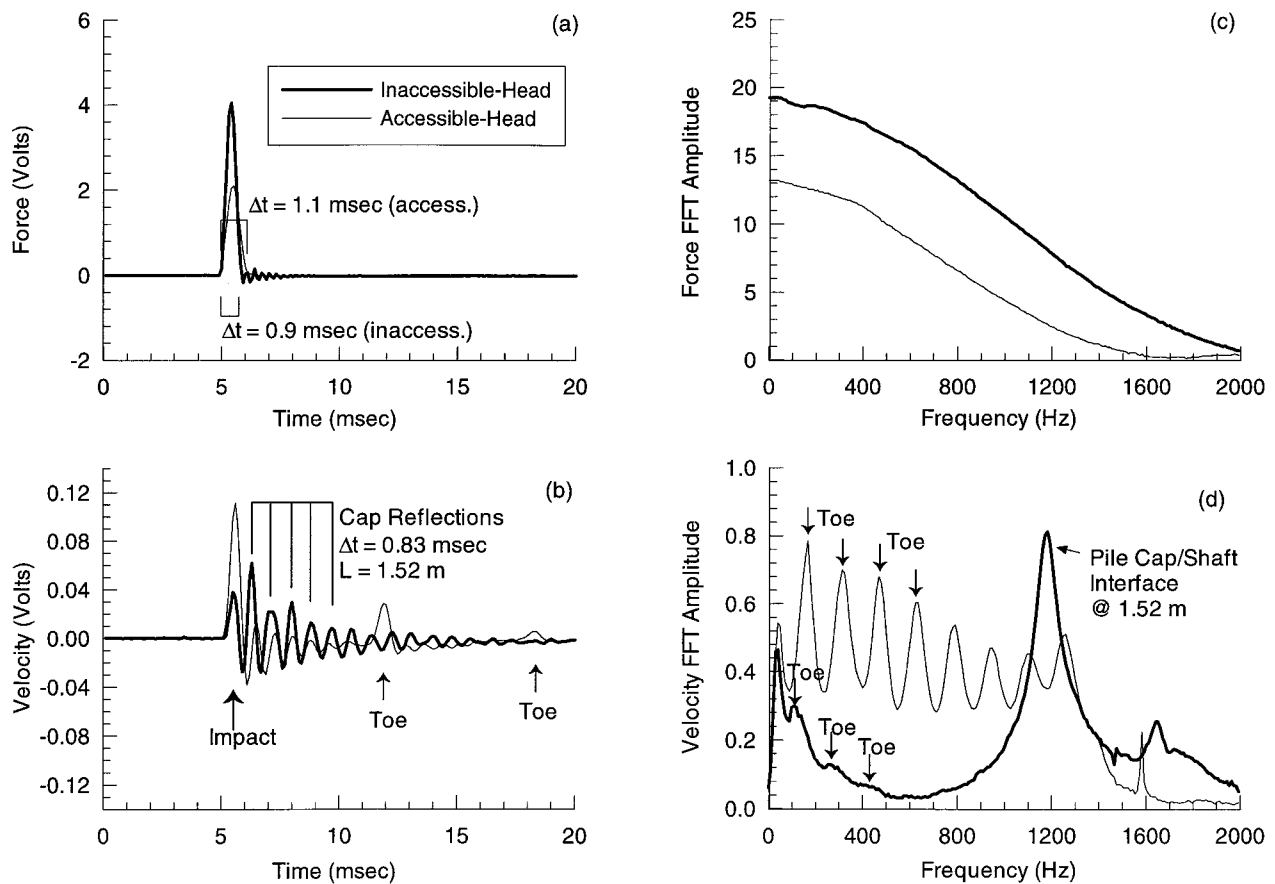 (a)
6
4
2
0
-2
Force (Volts)
Inaccessible-Head
Accessible-Head
Δt = 1.1 msec (access.)
Δt = 0.9 msec (inaccess.)
0 5 10 15 20
Time (msec)
(c)
25
20
15
10
5
0
Force FFT Amplitude
0 400 800 1200 1600 2000
Frequency (Hz)
(b)
0.12
0.08
0.04
0.00
-0.04
-0.08
-0.12
Velocity (Volts)
Cap Reflections
Δt = 0.83 msec
L = 1.52 m
Impact
Toe
Toe
0 5 10 15 20
Time (msec)
(d)
1.0
0.8
0.6
0.4
0.2
0.0
Velocity FFT Amplitude
Toe
Toe
Pile Cap/Shaft
Interface
@ 1.52 m
Toe
Toe
Toe
0 400 800 1200 1600 2000
Frequency (Hz)